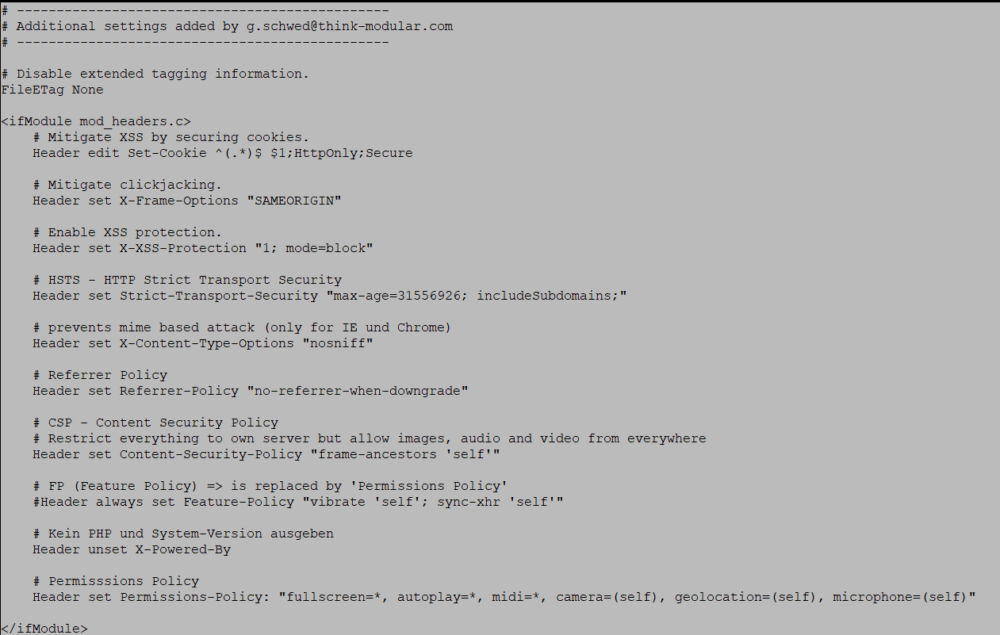 # -----------------------------------------------
# Additional settings added by g.schwed@think-modular.com
# -----------------------------------------------

# Disable extended tagging information.
FileETag None

<ifModule mod_headers.c>
    # Mitigate XSS by securing cookies.
    Header edit Set-Cookie ^(.*)$ $1;HttpOnly;Secure

    # Mitigate clickjacking.
    Header set X-Frame-Options "SAMEORIGIN"

    # Enable XSS protection.
    Header set X-XSS-Protection "1; mode=block"

    # HSTS - HTTP Strict Transport Security
    Header set Strict-Transport-Security "max-age=31556926; includeSubdomains;"

    # prevents mime based attack (only for IE und Chrome)
    Header set X-Content-Type-Options "nosniff"

    # Referrer Policy
    Header set Referrer-Policy "no-referrer-when-downgrade"

    # CSP - Content Security Policy
    # Restrict everything to own server but allow images, audio and video from everywhere
    Header set Content-Security-Policy "frame-ancestors 'self'"

    # FP (Feature Policy) => is replaced by 'Permissions Policy'
    #Header always set Feature-Policy "vibrate 'self'; sync-xhr 'self'"

    # Kein PHP und System-Version ausgeben
    Header unset X-Powered-By

    # Permisssions Policy
    Header set Permissions-Policy: "fullscreen=*, autoplay=*, midi=*, camera=(self), geolocation=(self), microphone=(self)"

</ifModule>